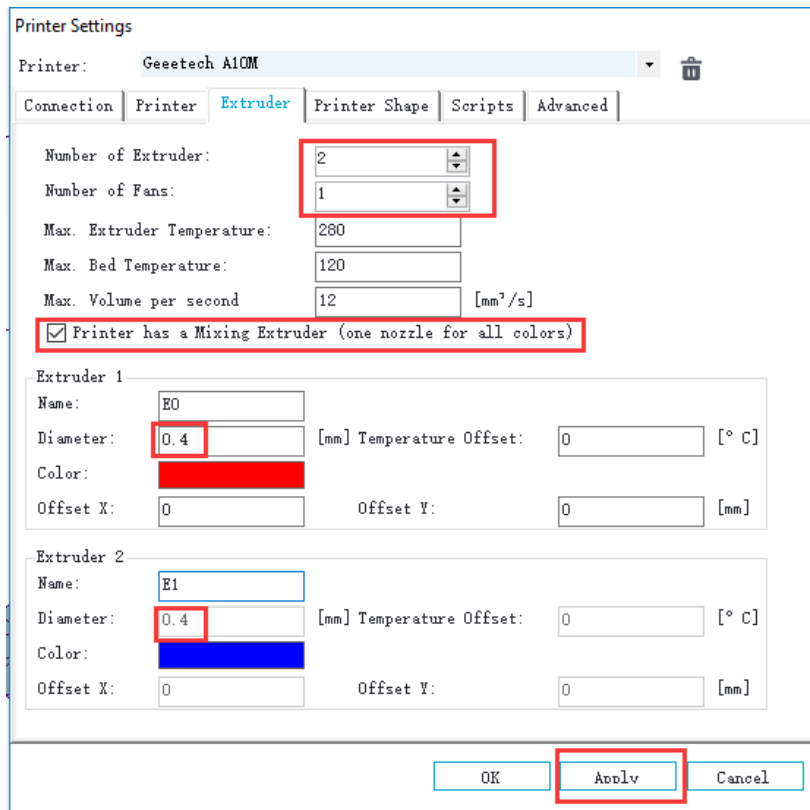 Printer Settings
Printer: Geeetech A10M
Connection Printer Extruder Printer Shape Scripts Advanced
Number of Extruder: 2
Number of Fans: 1
Max. Extruder Temperature: 280
Max. Bed Temperature: 120
Max. Volume per second 12 [mm³/s]
Printer has a Mixing Extruder (one nozzle for all colors)
Extruder 1
Name: E0
Diameter: 0.4 [mm] Temperature Offset: 0 [° C]
Color:
Offset X: 0 Offset Y: 0 [mm]
Extruder 2
Name: E1
Diameter: 0.4 [mm] Temperature Offset: 0 [° C]
Color:
Offset X: 0 Offset Y: 0 [mm]
OK Apply Cancel